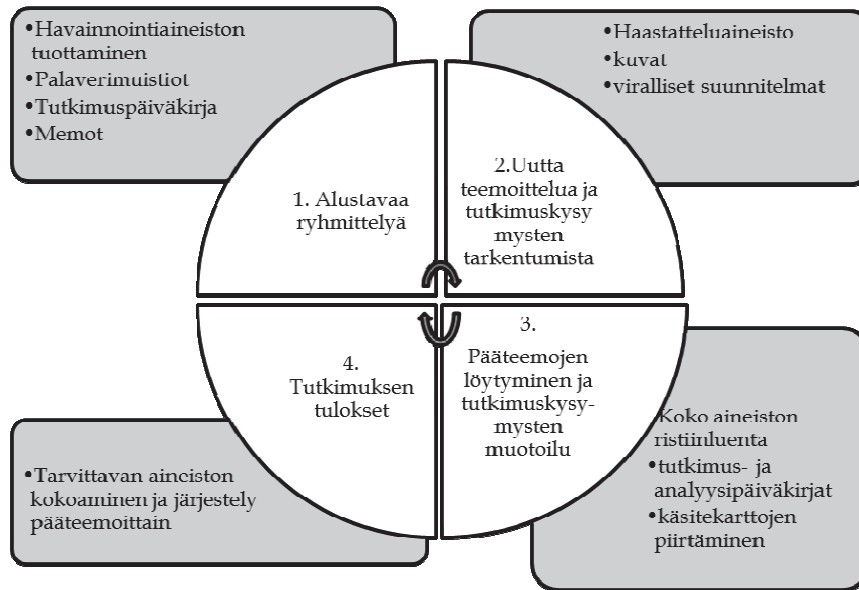 •Havainnointiaineiston
tuottaminen
•Palaverimuistiot
•Tutkimuspäiväkirja
•Memot
•Haastatteluaineisto
•kuvat
•viralliset suunnitelmat
1. Alustavaa
ryhmittelyä
2.Uutta
teemoittelua ja
tutkimuskysy
mysten
tarkentumista
3.
Pääteemojen
löytyminen ja
tutkimuskysy-
mysten
muotoilu
4.
Tutkimuksen
tulokset
•Tarvittavan aineiston
kokoaminen ja järjestely
pääteemoittain
Koko aineiston
ristiinluenta
•tutkimus- ja
analyysipäiväkirjat
•käsitekarttojen
piirtäminen